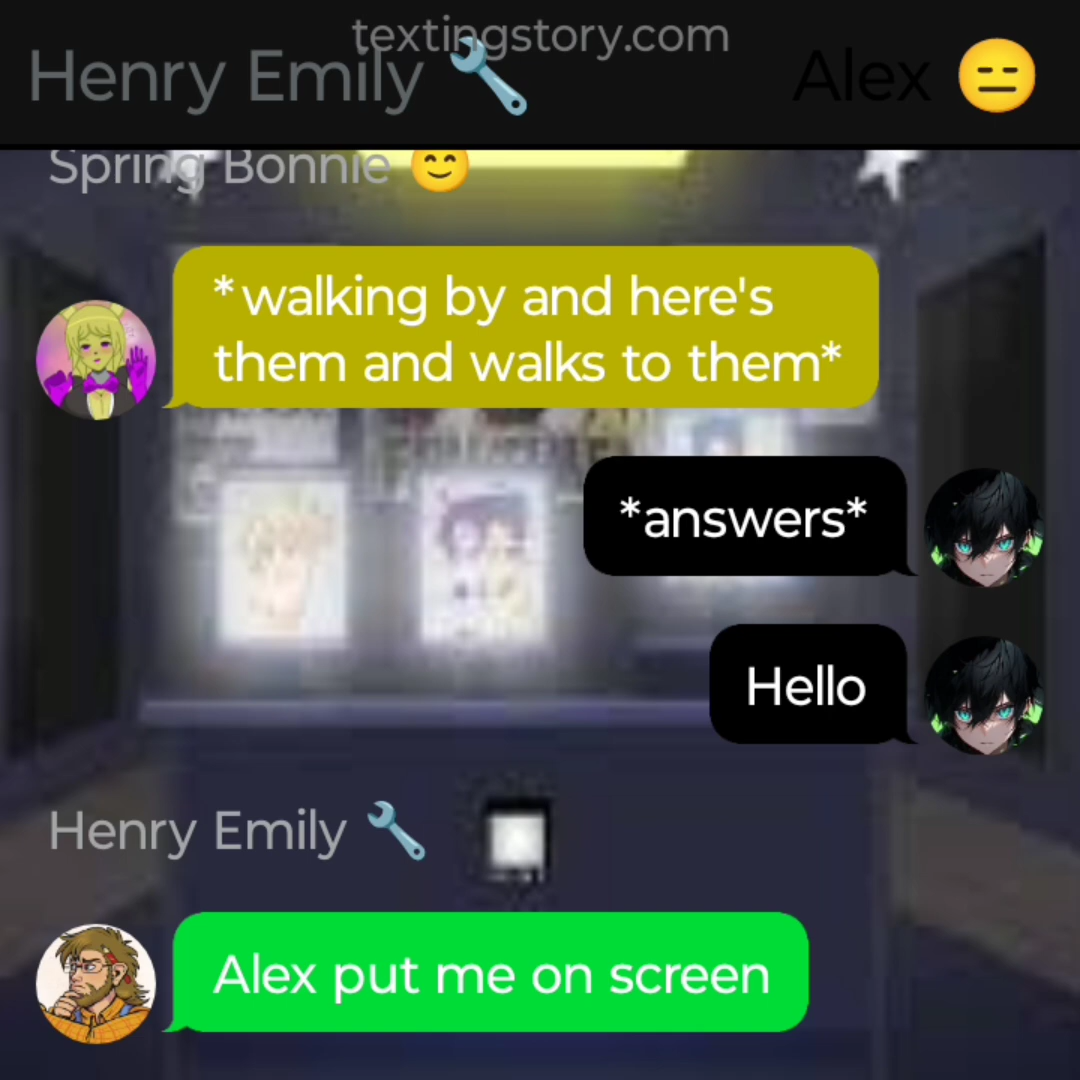 textingstory.com
Henry Emily 🔧
Alex 😑
Spring Bonnie 😊
*walking by and here's
them and walks to them*
*answers*
Hello
Henry Emily 🔧
Alex put me on screen